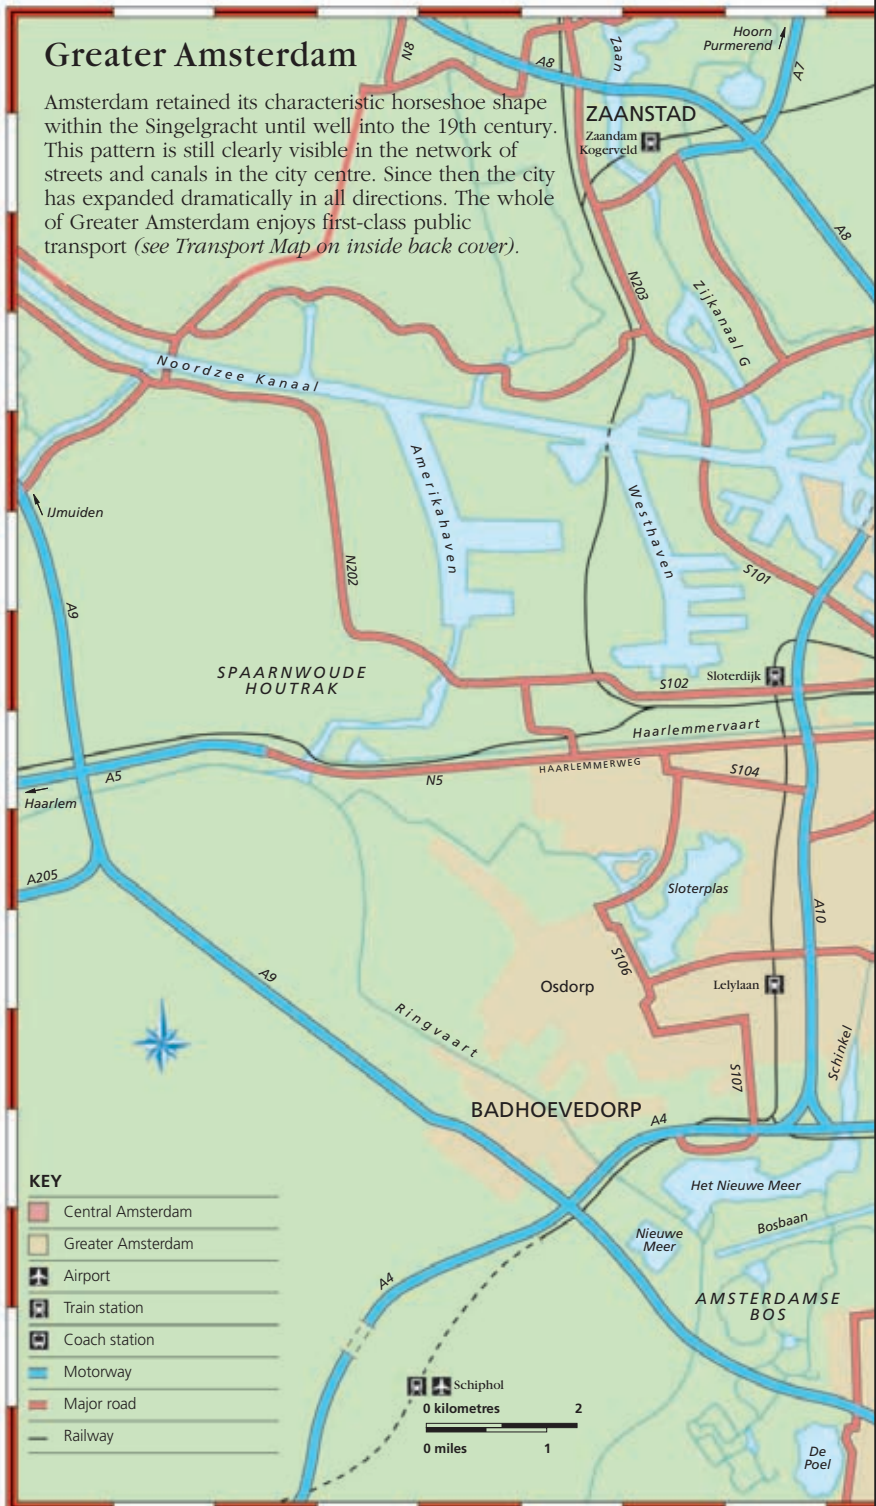 Greater Amsterdam
Amsterdam retained its characteristic horseshoe shape
within the Singelgracht until well into the 19th century.
This pattern is still clearly visible in the network of
streets and canals in the city centre. Since then the city
has expanded dramatically in all directions. The whole
of Greater Amsterdam enjoys first-class public
transport (see Transport Map on inside back cover).
N8
A8
Zaan
Hoorn
Purmerend
A7
ZAANSTAD
Zaandam
Kogerveld
A8
N203
Zijkanaal G
Noordzee Kanaal
Amerikahaven
Westhaven
IJmuiden
A9
N202
S101
SPAARNWOUDE
HOUTRAK
S102
Sloterdijk
Haarlemmervaart
HAARLEMMERWEG
A5
N5
S104
Haarlem
A205
Sloterplas
A10
A9
S106
Osdorp
Lelylaan
Ringvaart
Schinkel
S107
BADHOEVEDORP
A4
Het Nieuwe Meer
Bosbaan
Nieuwe
Meer
A4
AMSTERDAMSE
BOS
Schiphol
0 kilometres 2
0 miles 1
De
Poel
KEY
Central Amsterdam
Greater Amsterdam
Airport
Train station
Coach station
Motorway
Major road
Railway